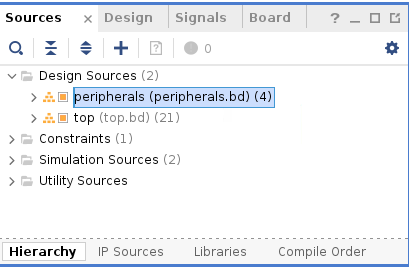 Sources × Design Signals Board ? _
0
Design Sources (2)
peripherals (peripherals.bd) (4)
top (top.bd) (21)
Constraints (1)
Simulation Sources (2)
Utility Sources
Hierarchy IP Sources Libraries Compile Order